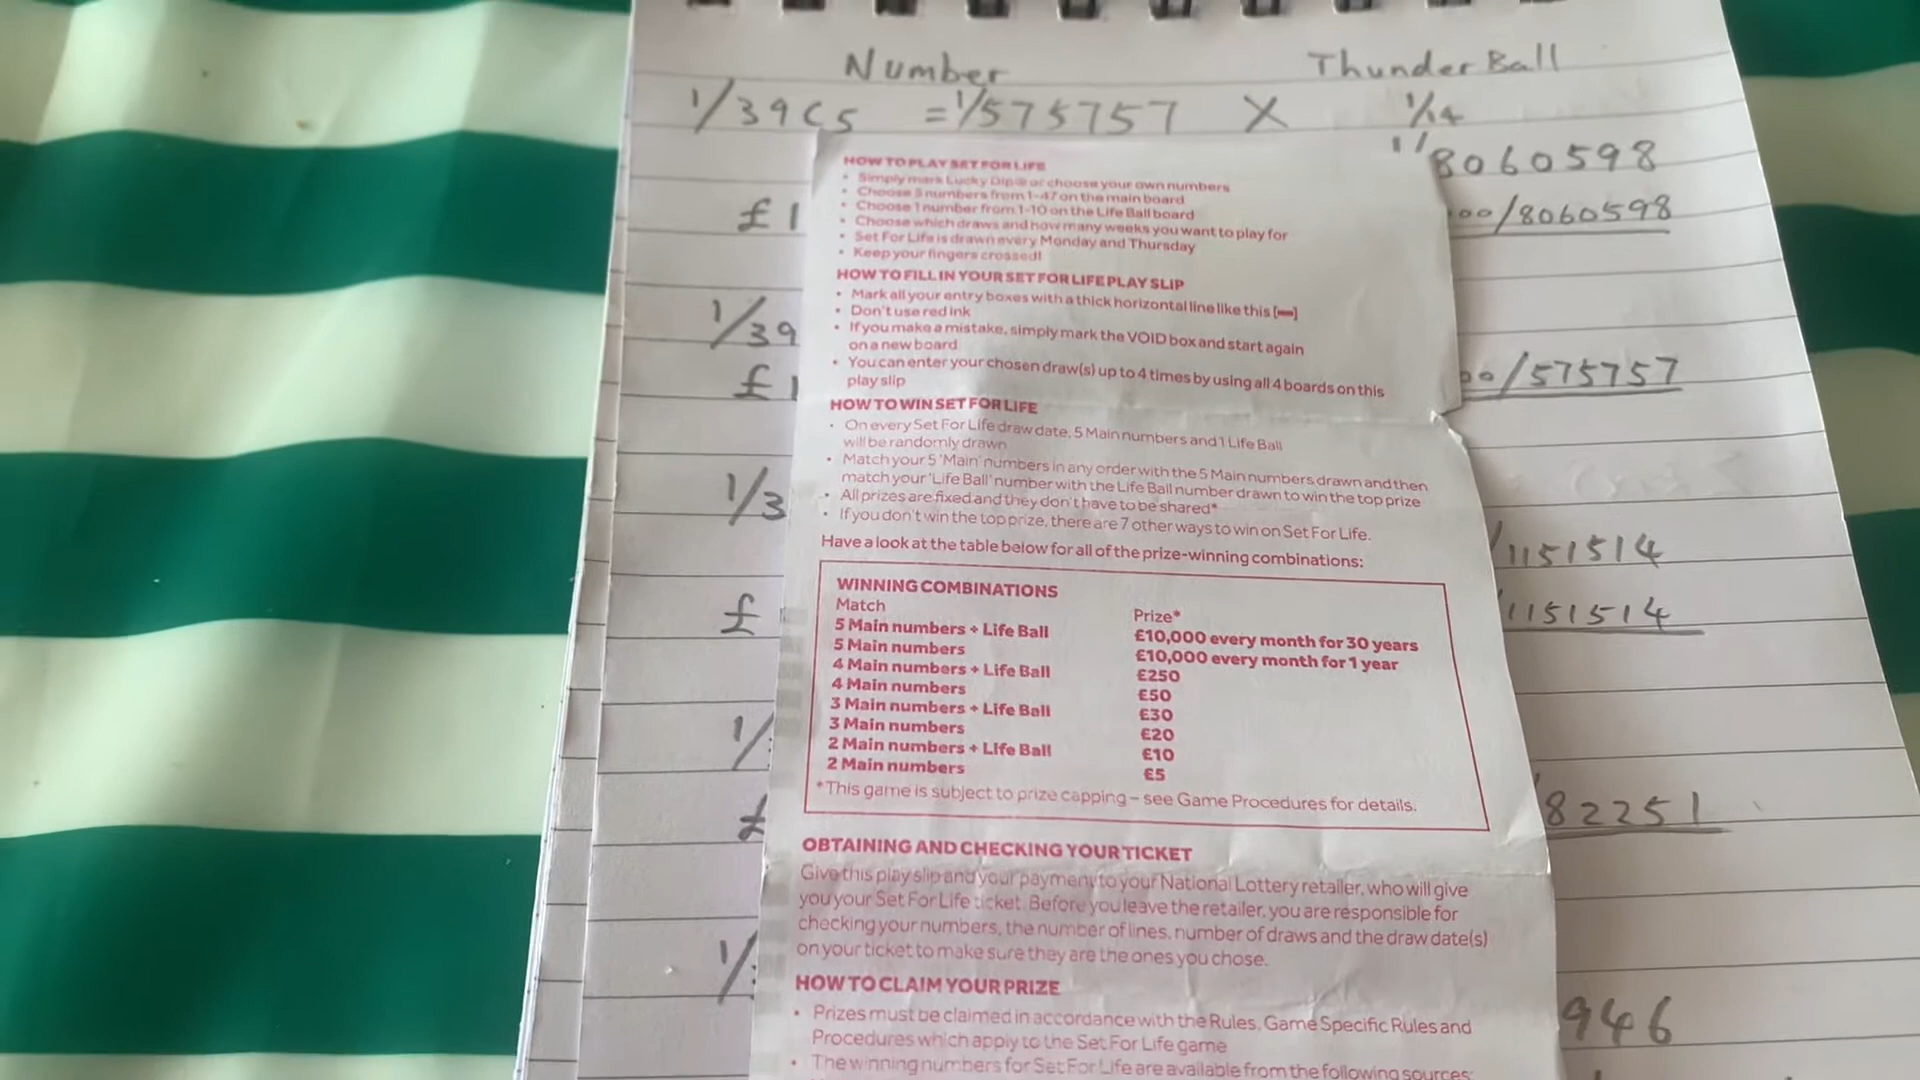 Number ThunderBall
1/39C5 = 1/575757 X 1/14
1/8060598
£1 00/8060598
1/39
£1 00/575757
1/3
1151514
£ 1151514
1/
£ 82251
1/
946
HOW TO PLAY SET FOR LIFE
• Simply mark Lucky Dip® or choose your own numbers
• Choose 5 numbers from 1-47 on the main board
• Choose 1 number from 1-10 on the Life Ball board
• Choose which draws and how many weeks you want to play for
• Set For Life is drawn every Monday and Thursday
• Keep your fingers crossed!
HOW TO FILL IN YOUR SET FOR LIFE PLAY SLIP
• Mark all your entry boxes with a thick horizontal line like this [▬]
• Don't use red ink
• If you make a mistake, simply mark the VOID box and start again
on a new board
• You can enter your chosen draw(s) up to 4 times by using all 4 boards on this
play slip
HOW TO WIN SET FOR LIFE
• On every Set For Life draw date, 5 Main numbers and 1 Life Ball
will be randomly drawn
• Match your 5 'Main' numbers in any order with the 5 Main numbers drawn and then
match your 'Life Ball' number with the Life Ball number drawn to win the top prize
• All prizes are fixed and they don't have to be shared*
• If you don't win the top prize, there are 7 other ways to win on Set For Life.
Have a look at the table below for all of the prize-winning combinations:
WINNING COMBINATIONS
Match Prize*
5 Main numbers + Life Ball £10,000 every month for 30 years
5 Main numbers £10,000 every month for 1 year
4 Main numbers + Life Ball £250
4 Main numbers £50
3 Main numbers + Life Ball £30
3 Main numbers £20
2 Main numbers + Life Ball £10
2 Main numbers £5
*This game is subject to prize capping – see Game Procedures for details.
OBTAINING AND CHECKING YOUR TICKET
Give this play slip and your payment to your National Lottery retailer, who will give
you your Set For Life ticket. Before you leave the retailer, you are responsible for
checking your numbers, the number of lines, number of draws and the draw date(s)
on your ticket to make sure they are the ones you chose.
HOW TO CLAIM YOUR PRIZE
• Prizes must be claimed in accordance with the Rules, Game Specific Rules and
Procedures which apply to the Set For Life game
• The winning numbers for Set For Life are available from the following sources: